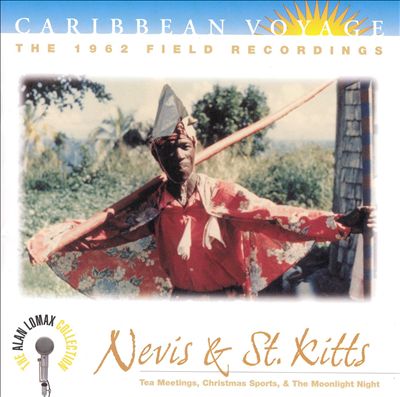 CARIBBEAN VOYAGE
THE 1962 FIELD RECORDINGS
THE ALAN LOMAX COLLECTION
Nevis & St. Kitts
Tea Meetings, Christmas Sports, & The Moonlight Night